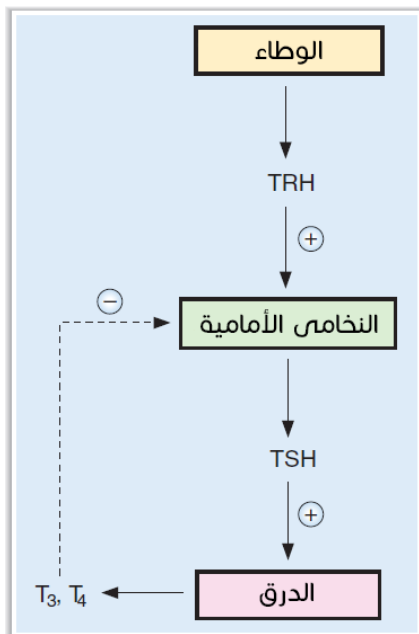 الوطاء
TRH
+
−
النخامى الأمامية
TSH
+
الدرق
T₃, T₄